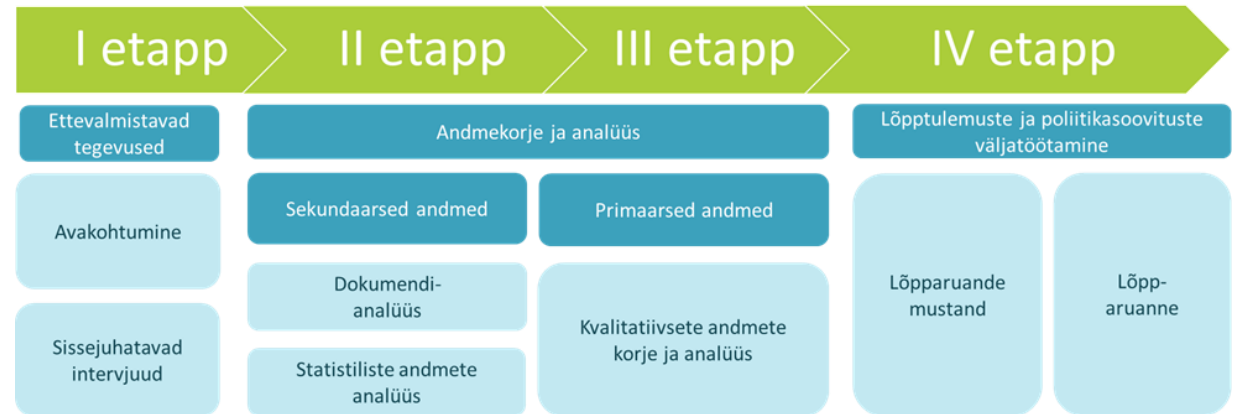 I etapp
II etapp
III etapp
IV etapp
Ettevalmistavad
tegevused
Andmekorje ja analüüs
Lõpptulemuste ja poliitikasoovituste
väljatöötamine
Avakohtumine
Sissejuhatavad
intervjuud
Sekundaarsed andmed
Dokumendi-
analüüs
Statistiliste andmete
analüüs
Primaarsed andmed
Kvalitatiivsete andmete
korje ja analüüs
Lõpparuande
mustand
Lõpp-
aruanne